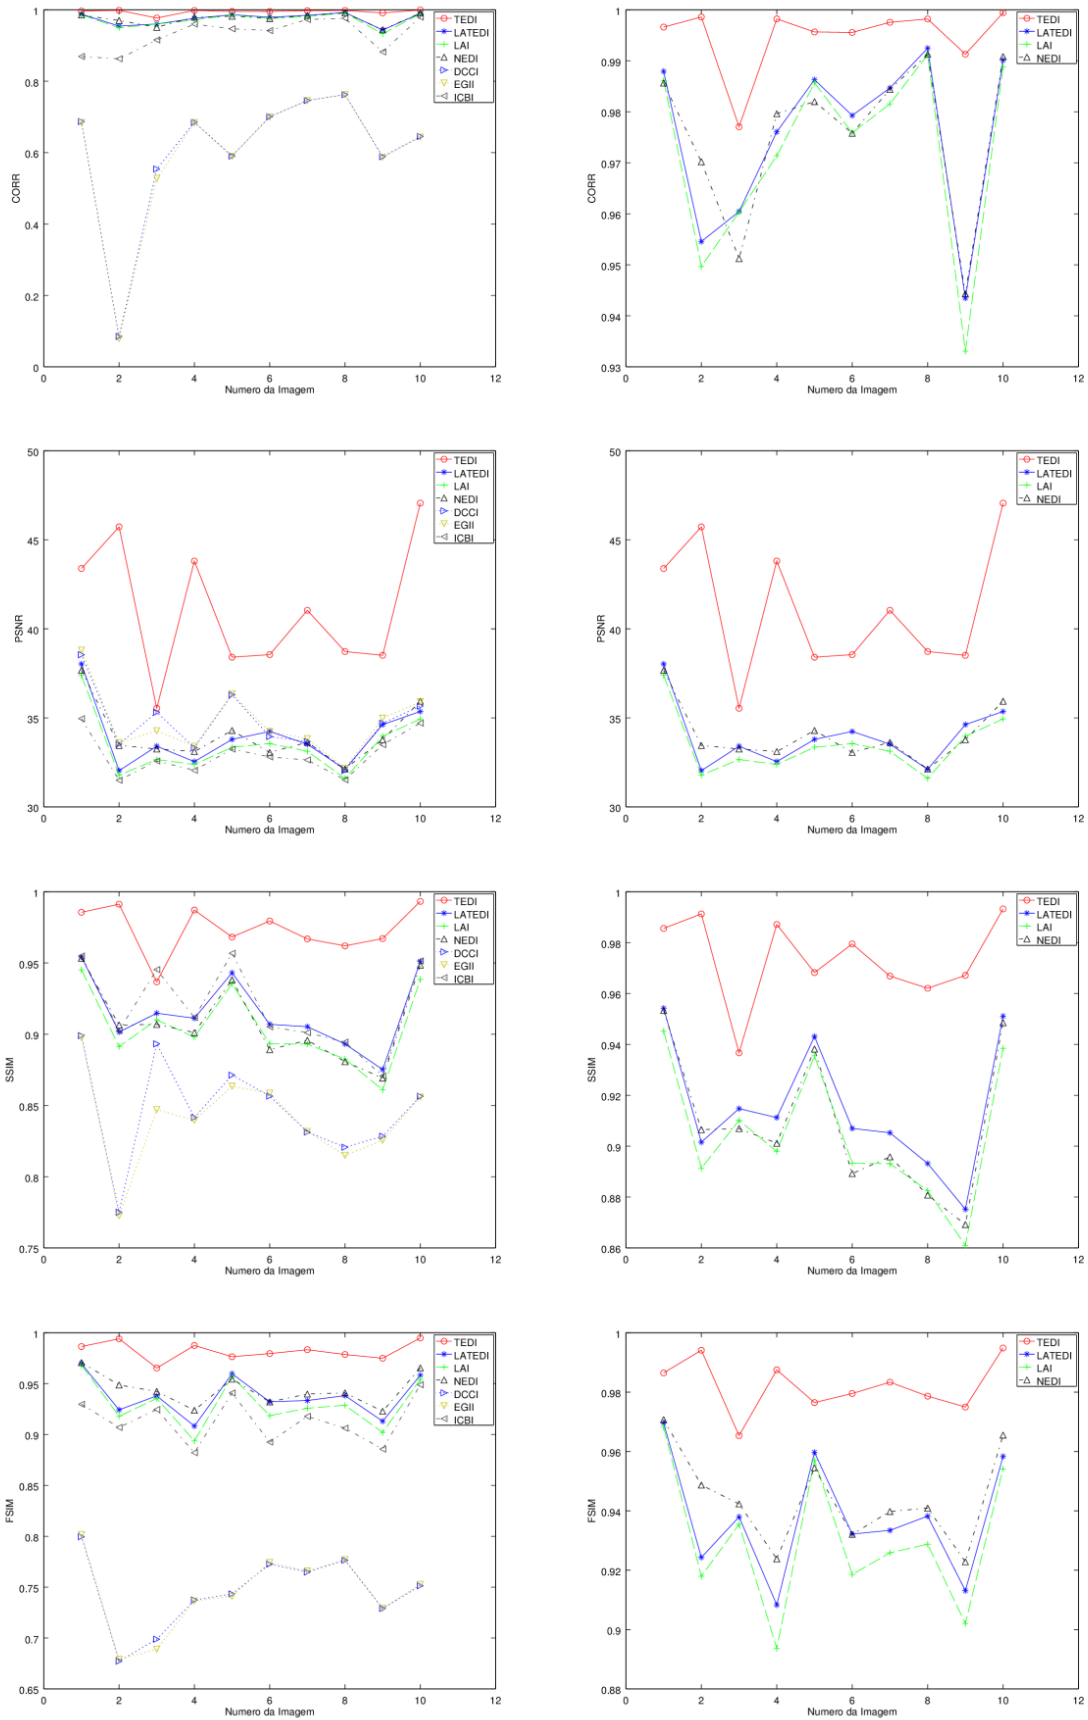 1
0.8
0.6
0.4
0.2
0
CORR
0 2 4 6 8 10 12
Numero da Imagem
TEDI
LATEDI
LAI
NEDI
DCCI
EGII
ICBI
1
0.99
0.98
0.97
0.96
0.95
0.94
0.93
CORR
0 2 4 6 8 10 12
Numero da Imagem
TEDI
LATEDI
LAI
NEDI
50
45
40
35
30
PSNR
0 2 4 6 8 10 12
Numero da Imagem
TEDI
LATEDI
LAI
NEDI
DCCI
EGII
ICBI
50
45
40
35
30
PSNR
0 2 4 6 8 10 12
Numero da Imagem
TEDI
LATEDI
LAI
NEDI
1
0.95
0.9
0.85
0.8
0.75
SSIM
0 2 4 6 8 10 12
Numero da Imagem
TEDI
LATEDI
LAI
NEDI
DCCI
EGII
ICBI
1
0.98
0.96
0.94
0.92
0.9
0.88
0.86
SSIM
0 2 4 6 8 10 12
Numero da Imagem
TEDI
LATEDI
LAI
NEDI
1
0.95
0.9
0.85
0.8
0.75
0.7
0.65
FSIM
0 2 4 6 8 10 12
Numero da Imagem
TEDI
LATEDI
LAI
NEDI
DCCI
EGII
ICBI
1
0.98
0.96
0.94
0.92
0.9
0.88
FSIM
0 2 4 6 8 10 12
Numero da Imagem
TEDI
LATEDI
LAI
NEDI